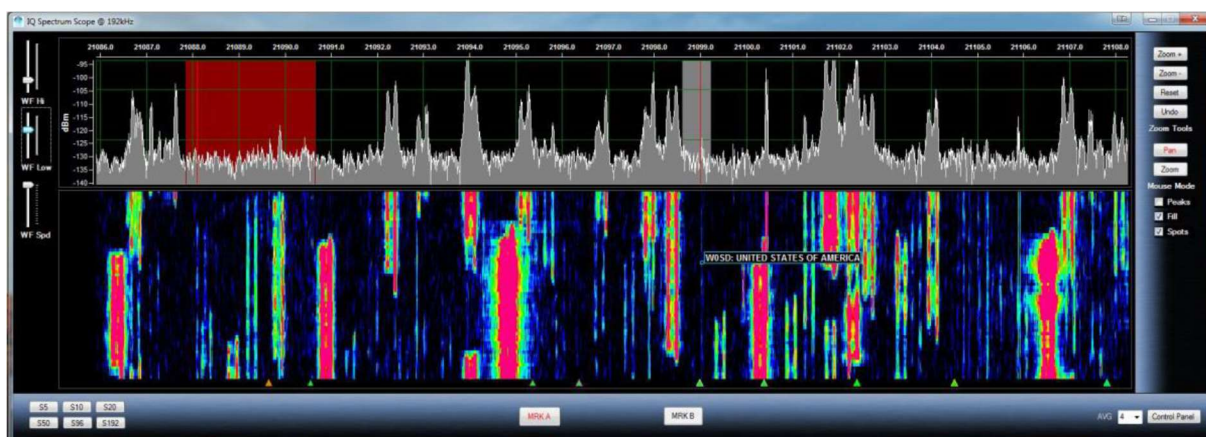 IQ Spectrum Scope @ 192kHz
21086.0 21087.0 21088.0 21089.0 21090.0 21091.0 21092.0 21093.0 21094.0 21095.0 21096.0 21097.0 21098.0 21099.0 21100.0 21101.0 21102.0 21103.0 21104.0 21105.0 21106.0 21107.0 21108.0
-95
-100
-105
-110
-115
-120
-125
-130
-135
-140
dBm
WF Hi
WF Low
WF Spd
W0SD: UNITED STATES OF AMERICA
Zoom +
Zoom -
Reset
Undo
Zoom Tools
Pan
Zoom
Mouse Mode
Peaks
Fill
Spots
S5 S10 S20
S50 S96 S192
MRK A
MRK B
AVG 4
Control Panel